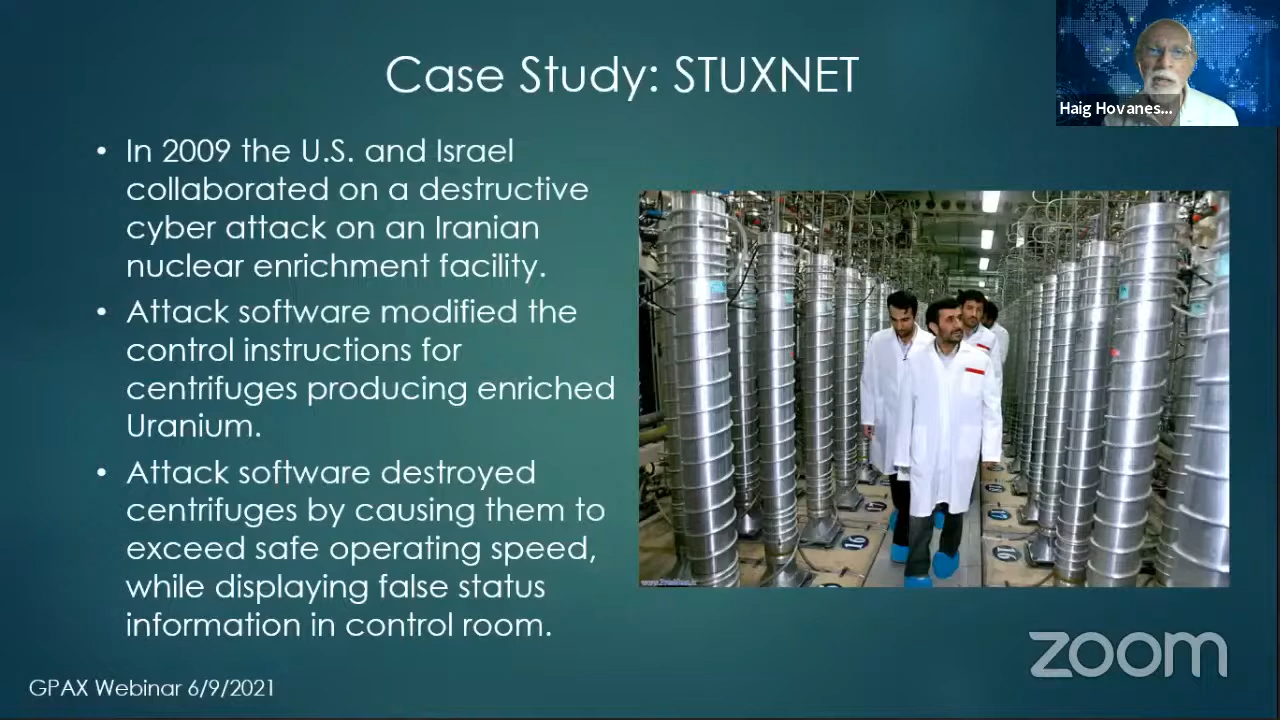 Case Study: STUXNET
Haig Hovanes...
• In 2009 the U.S. and Israel
collaborated on a destructive
cyber attack on an Iranian
nuclear enrichment facility.
• Attack software modified the
control instructions for
centrifuges producing enriched
Uranium.
• Attack software destroyed
centrifuges by causing them to
exceed safe operating speed,
while displaying false status
information in control room.
16
zoom
GPAX Webinar 6/9/2021